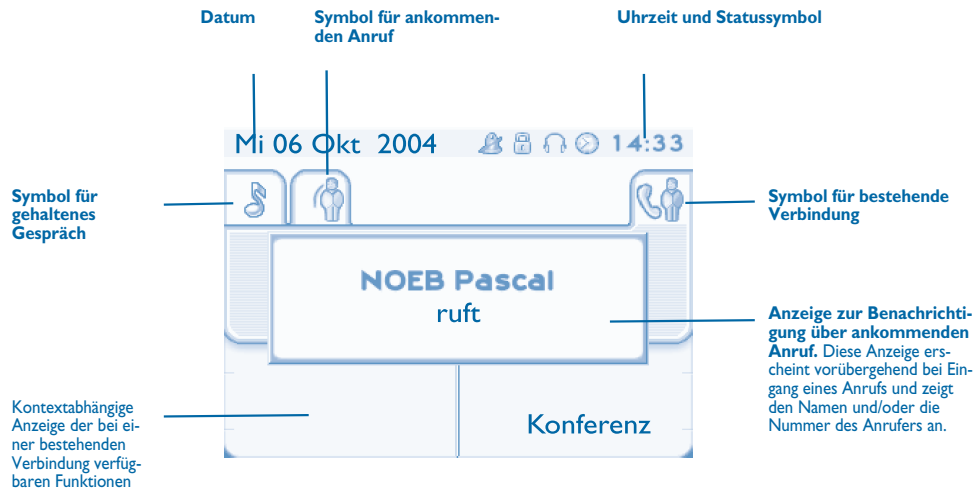 Datum
Symbol für ankommen-
den Anruf
Uhrzeit und Statussymbol
Mi 06 Okt 2004
14:33
Symbol für
gehaltenes
Gespräch
Symbol für bestehende
Verbindung
NOEB Pascal
ruft
Anzeige zur Benachrichti-
gung über ankommenden
Anruf. Diese Anzeige ers-
cheint vorübergehend bei Ein-
gang eines Anrufs und zeigt
den Namen und/oder die
Nummer des Anrufers an.
Kontextabhängige
Anzeige der bei ei-
ner bestehenden
Verbindung verfüg-
baren Funktionen
Konferenz